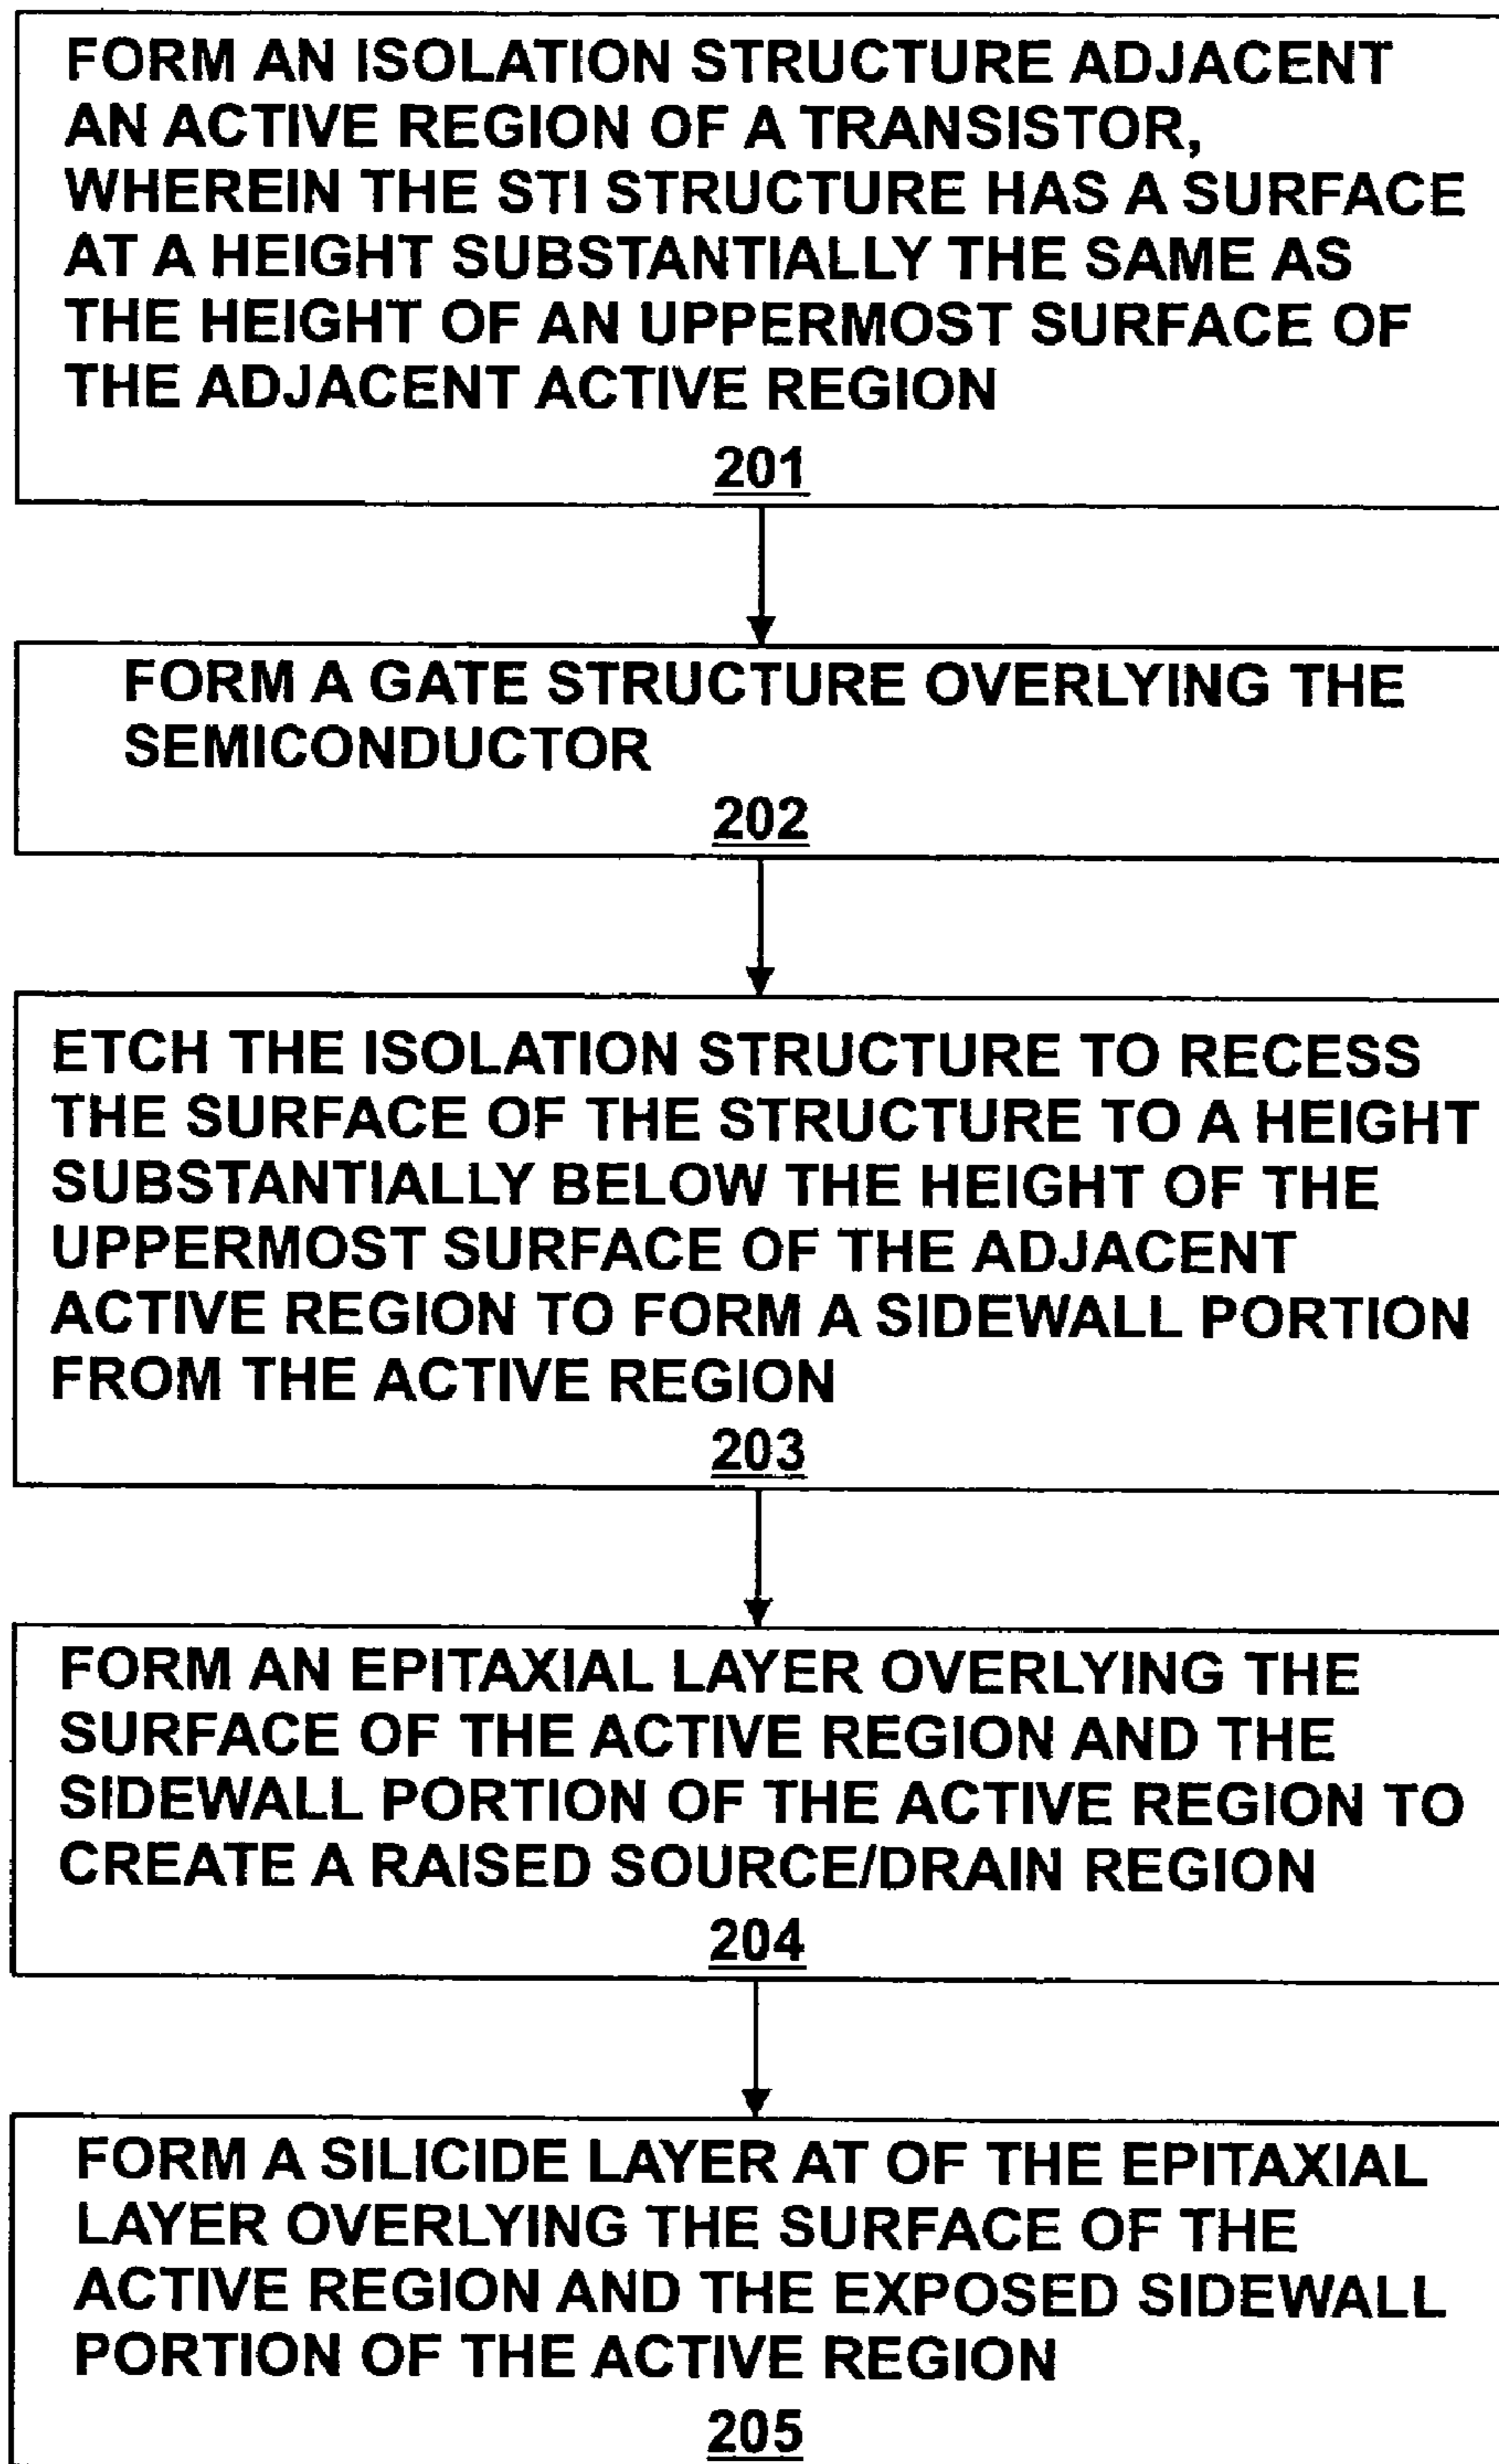 FORM AN ISOLATION STRUCTURE ADJACENT
AN ACTIVE REGION OF A TRANSISTOR,
WHEREIN THE STI STRUCTURE HAS A SURFACE
AT A HEIGHT SUBSTANTIALLY THE SAME AS
THE HEIGHT OF AN UPPERMOST SURFACE OF
THE ADJACENT ACTIVE REGION
201
FORM A GATE STRUCTURE OVERLYING THE
SEMICONDUCTOR
202
ETCH THE ISOLATION STRUCTURE TO RECESS
THE SURFACE OF THE STRUCTURE TO A HEIGHT
SUBSTANTIALLY BELOW THE HEIGHT OF THE
UPPERMOST SURFACE OF THE ADJACENT
ACTIVE REGION TO FORM A SIDEWALL PORTION
FROM THE ACTIVE REGION
203
FORM AN EPITAXIAL LAYER OVERLYING THE
SURFACE OF THE ACTIVE REGION AND THE
SIDEWALL PORTION OF THE ACTIVE REGION TO
CREATE A RAISED SOURCE/DRAIN REGION
204
FORM A SILICIDE LAYER AT OF THE EPITAXIAL
LAYER OVERLYING THE SURFACE OF THE
ACTIVE REGION AND THE EXPOSED SIDEWALL
PORTION OF THE ACTIVE REGION
205